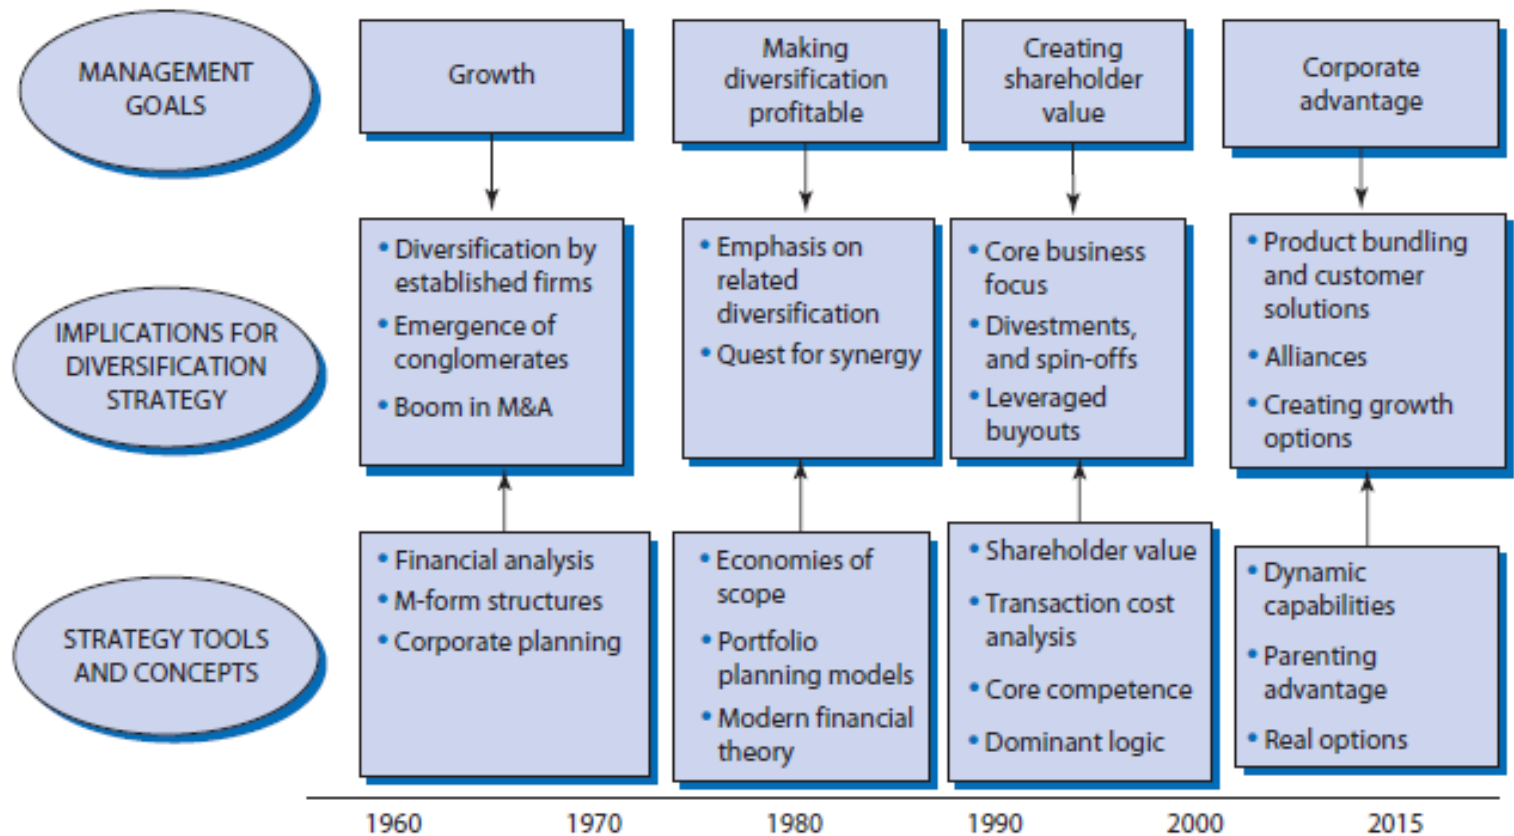 MANAGEMENT
GOALS
Growth
Making
diversification
profitable
Creating
shareholder
value
Corporate
advantage
IMPLICATIONS FOR
DIVERSIFICATION
STRATEGY
• Diversification by
established firms
• Emergence of
conglomerates
• Boom in M&A
• Emphasis on
related
diversification
• Quest for synergy
• Core business
focus
• Divestments,
and spin-offs
• Leveraged
buyouts
• Product bundling
and customer
solutions
• Alliances
• Creating growth
options
STRATEGY TOOLS
AND CONCEPTS
• Financial analysis
• M-form structures
• Corporate planning
• Economies of
scope
• Portfolio
planning models
• Modern financial
theory
• Shareholder value
• Transaction cost
analysis
• Core competence
• Dominant logic
• Dynamic
capabilities
• Parenting
advantage
• Real options
1960 1970 1980 1990 2000 2015